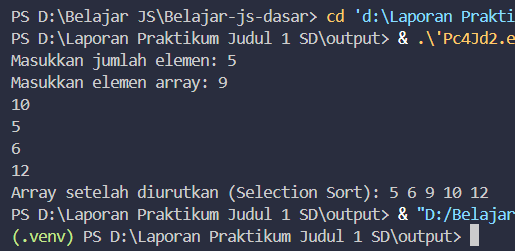 PS D:\Belajar JS\Belajar-js-dasar> cd 'd:\Laporan Prakti
PS D:\Laporan Praktikum Judul 1 SD\output> & .\'Pc4Jd2.e
Masukkan jumlah elemen: 5
Masukkan elemen array: 9
10
5
6
12
Array setelah diurutkan (Selection Sort): 5 6 9 10 12
PS D:\Laporan Praktikum Judul 1 SD\output> & "D:/Belajar
(.venv) PS D:\Laporan Praktikum Judul 1 SD\output>